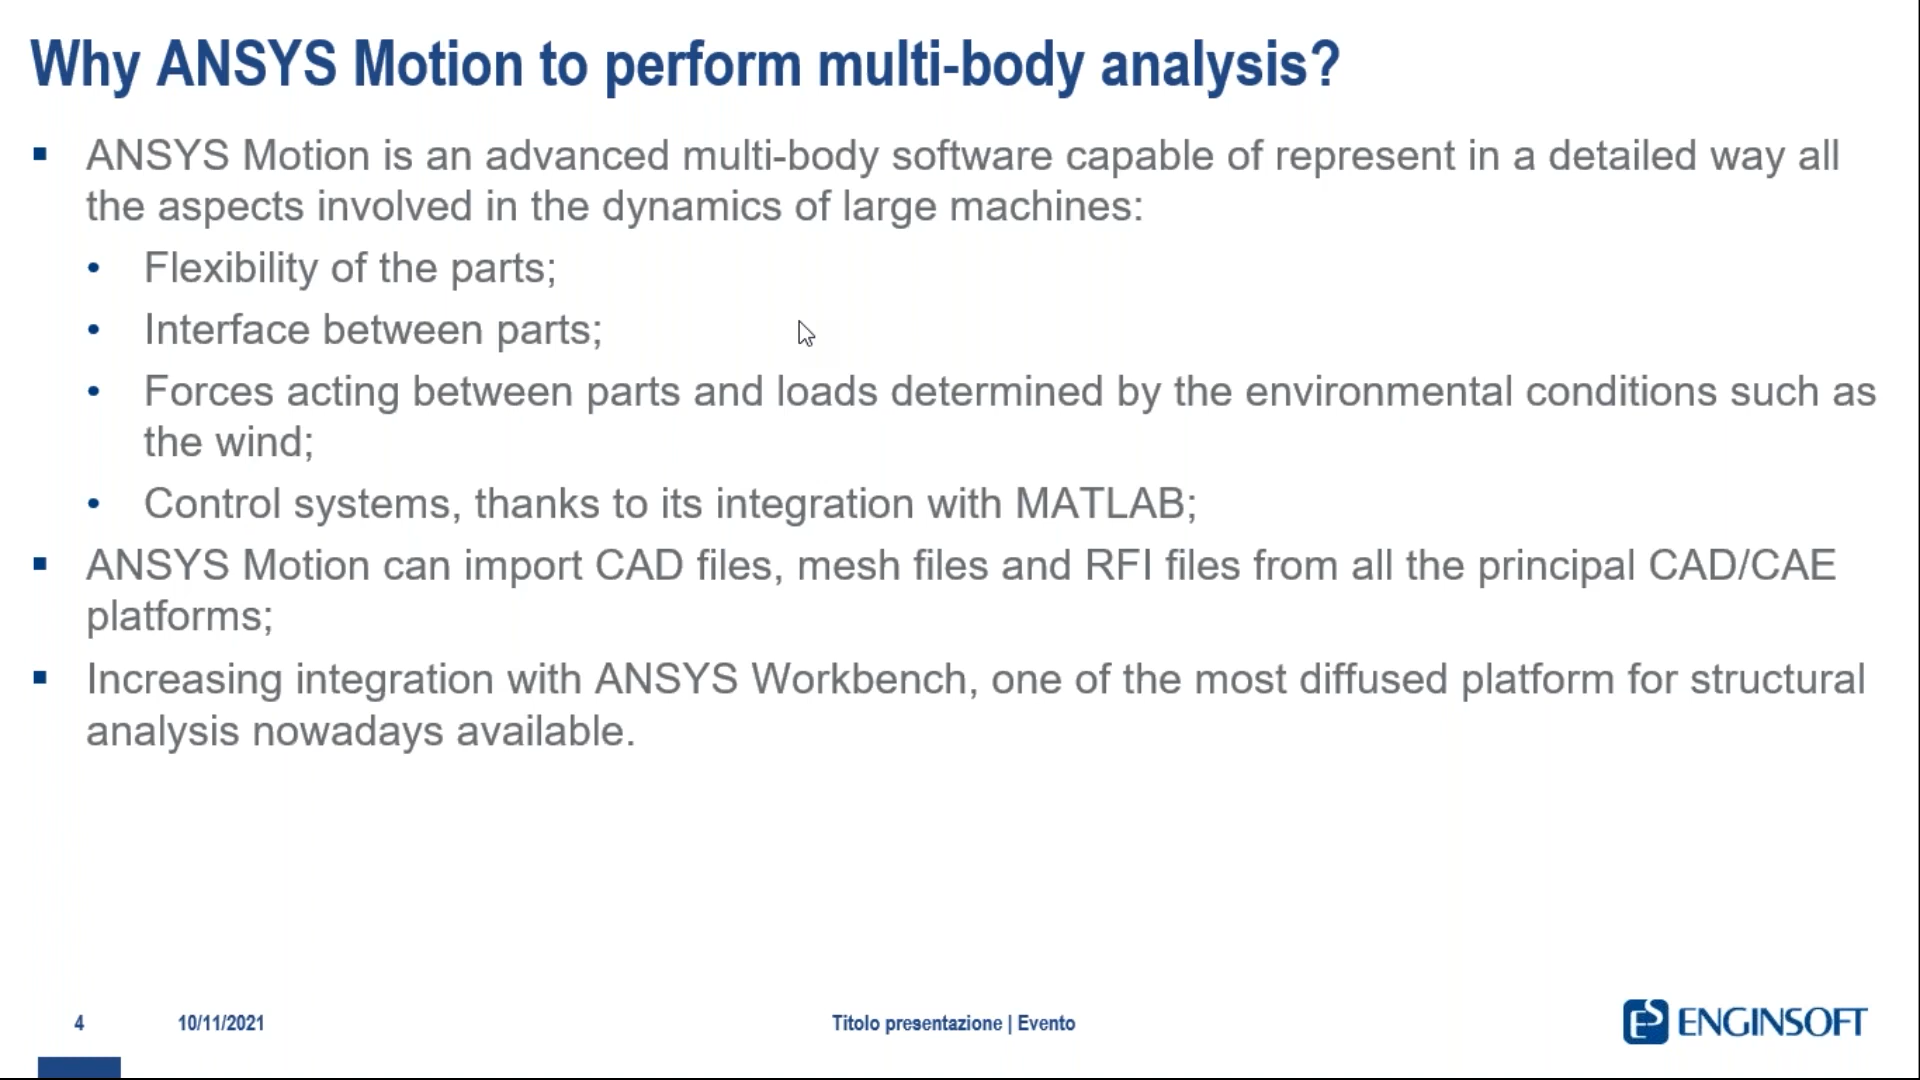 Why ANSYS Motion to perform multi-body analysis?
ANSYS Motion is an advanced multi-body software capable of represent in a detailed way all
the aspects involved in the dynamics of large machines:
Flexibility of the parts;
Interface between parts;
Forces acting between parts and loads determined by the environmental conditions such as
the wind;
Control systems, thanks to its integration with MATLAB;
ANSYS Motion can import CAD files, mesh files and RFI files from all the principal CAD/CAE
platforms;
Increasing integration with ANSYS Workbench, one of the most diffused platform for structural
analysis nowadays available.
4 10/11/2021 Titolo presentazione | Evento ENGINSOFT